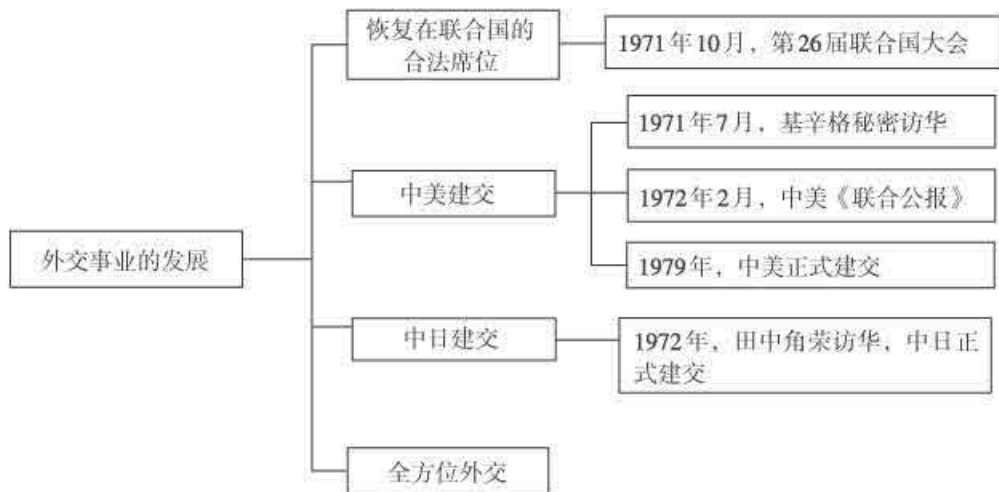 恢复在联合国的
合法席位
1971年10月，第26届联合国大会
1971年7月，基辛格秘密访华
中美建交
1972年2月，中美《联合公报》
外交事业的发展
1979年，中美正式建交
中日建交
1972年，田中角荣访华，中日正
式建交
全方位外交